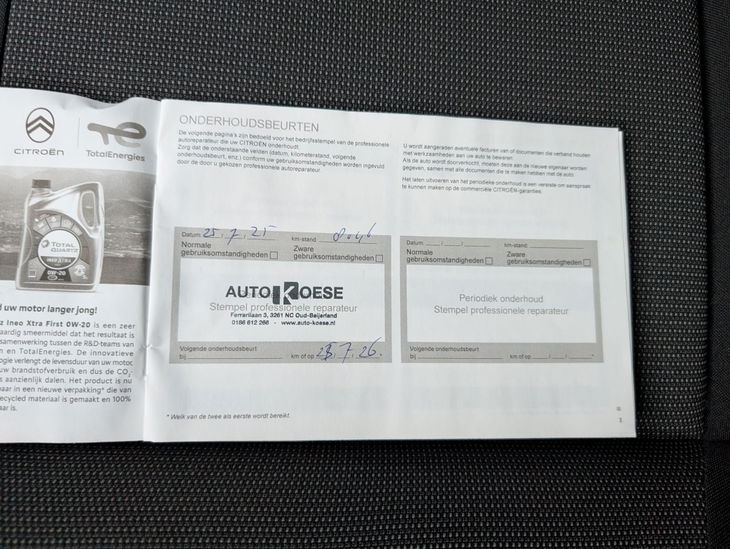 CITROËN
TotalEnergies
TOTAL
QUARTZ
INEO XTRA
0W-20
uw motor langer jong!
z Ineo Xtra First 0W-20 is een zeer
aardig smeermiddel dat het resultaat is
samenwerking tussen de R&D-teams van
n en TotalEnergies. De innovatieve
ogie verlengt de levensduur van uw motor,
uw brandstofverbruik en dus de CO2-
s aanzienlijk dalen. Het product is nu
baar in een nieuwe verpakking* die van
ecycled materiaal is gemaakt en 100%
aar is.
ONDERHOUDSBEURTEN
De volgende pagina's zijn bedoeld voor het bedrijfsstempel van de professionele
autoreparateur die uw CITROËN onderhoudt.
Zorg dat de onderstaande velden (datum, kilometerstand, volgende
onderhoudsbeurt, enz.) conform uw gebruiksomstandigheden worden ingevuld
door de door u gekozen professionele autoreparateur.
U wordt aangeraden eventuele facturen van of documenten die verband houden
met werkzaamheden aan uw auto te bewaren.
Als de auto wordt doorverkocht, moeten deze aan de nieuwe eigenaar worden
gegeven, samen met alle documenten die te maken hebben met de auto.
Het laten uitvoeren van het periodieke onderhoud is een vereiste om aanspraak
te kunnen maken op de commerciële CITROËN-garanties.
Datum: 25, 7, 25 km-stand: 8046
Normale gebruiksomstandigheden
Zware gebruiksomstandigheden
AUTO KOESE
Stempel professionele reparateur
Ferrarilaan 3, 3261 NC Oud-Beijerland
0186 612 266 - www.auto-koese.nl
Volgende onderhoudsbeurt
bij km of op 7.26.
Datum: / / km-stand:
Normale gebruiksomstandigheden
Zware gebruiksomstandigheden
Periodiek onderhoud
Stempel professionele reparateur
Volgende onderhoudsbeurt
bij km of op / / *
* Welk van de twee als eerste wordt bereikt.
3